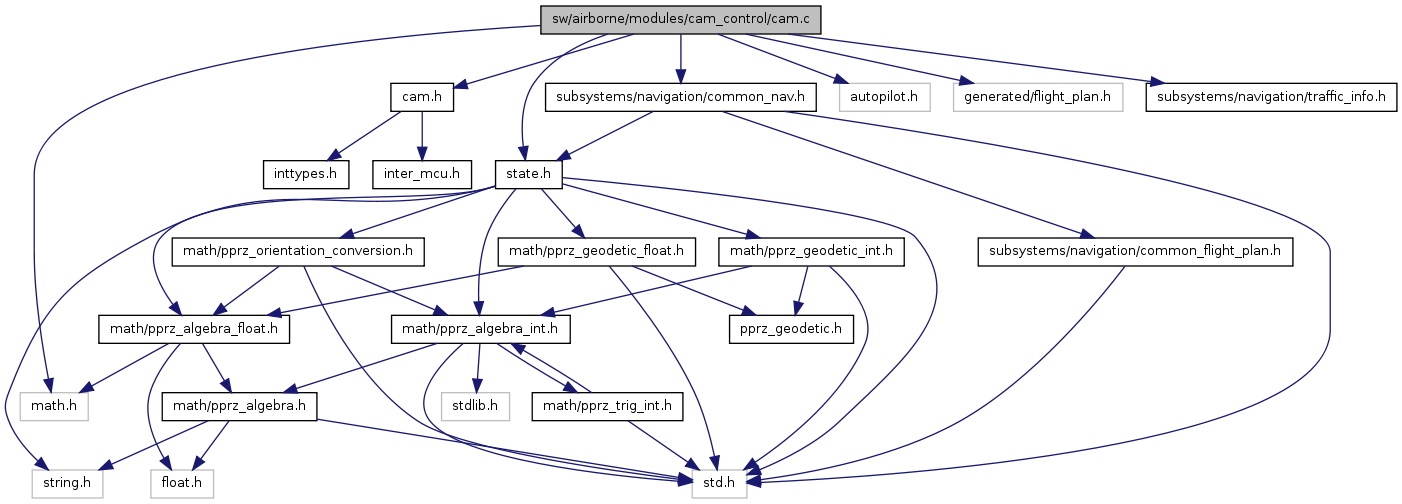 sw/airborne/modules/cam_control/cam.c
cam.h
subsystems/navigation/common_nav.h
autopilot.h
generated/flight_plan.h
subsystems/navigation/traffic_info.h
inttypes.h
inter_mcu.h
state.h
math/pprz_orientation_conversion.h
math/pprz_geodetic_float.h
math/pprz_geodetic_int.h
subsystems/navigation/common_flight_plan.h
math/pprz_algebra_float.h
math/pprz_algebra_int.h
pprz_geodetic.h
math.h
math/pprz_algebra.h
stdlib.h
math/pprz_trig_int.h
string.h
float.h
std.h